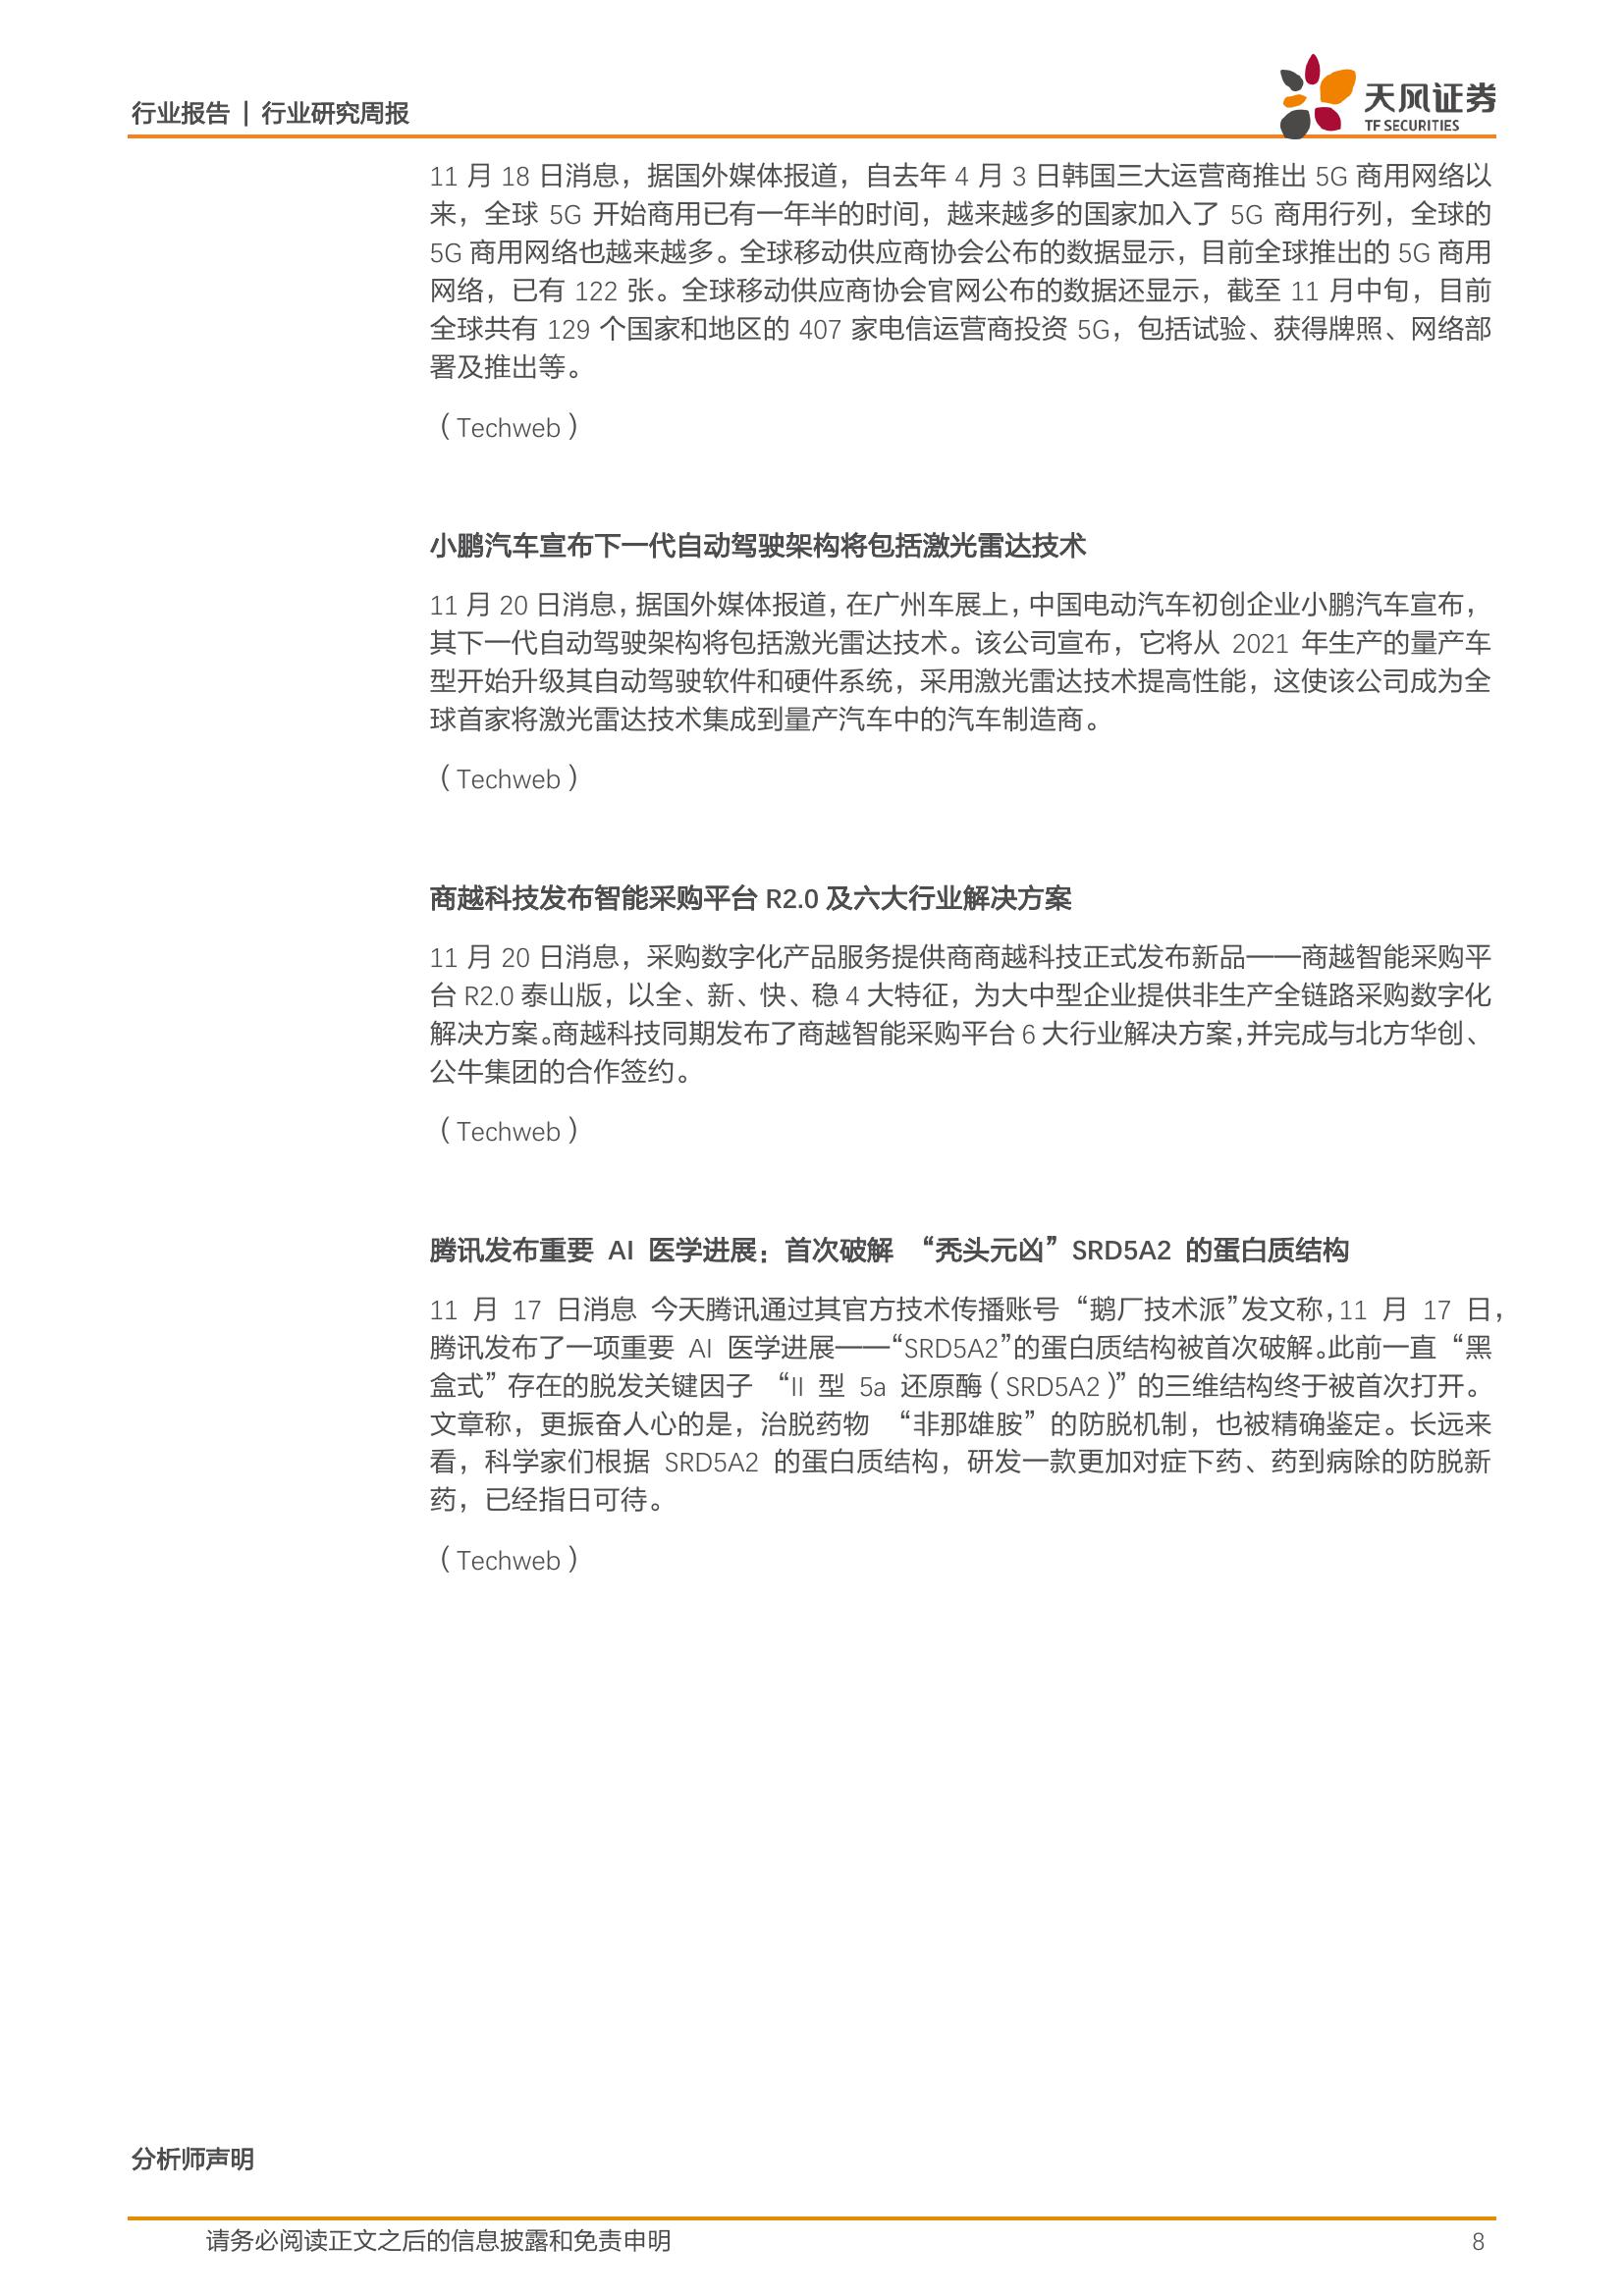 行业报告 | 行业研究周报
天风证券
TF SECURITIES
11 月 18 日消息，据国外媒体报道，自去年 4 月 3 日韩国三大运营商推出 5G 商用网络以
来，全球 5G 开始商用已有一年半的时间，越来越多的国家加入了 5G 商用行列，全球的
5G 商用网络也越来越多。全球移动供应商协会公布的数据显示，目前全球推出的 5G 商用
网络，已有 122 张。全球移动供应商协会官网公布的数据还显示，截至 11 月中旬，目前
全球共有 129 个国家和地区的 407 家电信运营商投资 5G，包括试验、获得牌照、网络部
署及推出等。
（Techweb）
小鹏汽车宣布下一代自动驾驶架构将包括激光雷达技术
11 月 20 日消息，据国外媒体报道，在广州车展上，中国电动汽车初创企业小鹏汽车宣布，
其下一代自动驾驶架构将包括激光雷达技术。该公司宣布，它将从 2021 年生产的量产车
型开始升级其自动驾驶软件和硬件系统，采用激光雷达技术提高性能，这使该公司成为全
球首家将激光雷达技术集成到量产汽车中的汽车制造商。
（Techweb）
商越科技发布智能采购平台 R2.0 及六大行业解决方案
11 月 20 日消息，采购数字化产品服务提供商商越科技正式发布新品——商越智能采购平
台 R2.0 泰山版，以全、新、快、稳 4 大特征，为大中型企业提供非生产全链路采购数字化
解决方案。商越科技同期发布了商越智能采购平台 6 大行业解决方案，并完成与北方华创、
公牛集团的合作签约。
（Techweb）
腾讯发布重要 AI 医学进展：首次破解 “秃头元凶” SRD5A2 的蛋白质结构
11 月 17 日消息 今天腾讯通过其官方技术传播账号 “鹅厂技术派”发文称，11 月 17 日，
腾讯发布了一项重要 AI 医学进展——“SRD5A2”的蛋白质结构被首次破解。此前一直 “黑
盒式” 存在的脱发关键因子 “II 型 5a 还原酶（SRD5A2）” 的三维结构终于被首次打开。
文章称，更振奋人心的是，治脱药物 “非那雄胺” 的防脱机制，也被精确鉴定。长远来
看，科学家们根据 SRD5A2 的蛋白质结构，研发一款更加对症下药、药到病除的防脱新
药，已经指日可待。
（Techweb）
分析师声明
请务必阅读正文之后的信息披露和免责申明
8